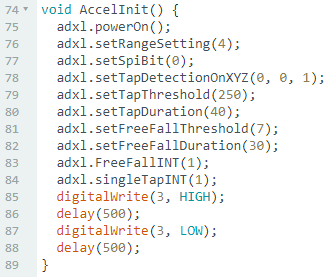 74 void AccelInit() {
75 adxl.powerOn();
76 adxl.setRangeSetting(4);
77 adxl.setSpiBit(0);
78 adxl.setTapDetectionOnXYZ(0, 0, 1);
79 adxl.setTapThreshold(250);
80 adxl.setTapDuration(40);
81 adxl.setFreeFallThreshold(7);
82 adxl.setFreeFallDuration(30);
83 adxl.FreeFallINT(1);
84 adxl.singleTapINT(1);
85 digitalWrite(3, HIGH);
86 delay(500);
87 digitalWrite(3, LOW);
88 delay(500);
89 }